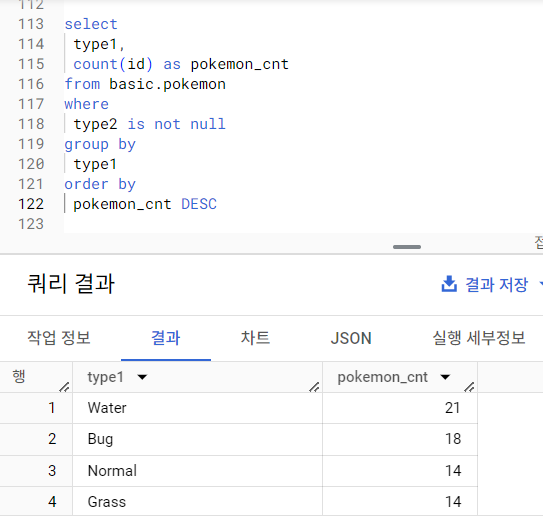 112
113 select
114 type1,
115 count(id) as pokemon_cnt
116 from basic.pokemon
117 where
118 type2 is not null
119 group by
120 type1
121 order by
122 pokemon_cnt DESC
123
쿼리 결과 결과 저장
작업 정보 결과 차트 JSON 실행 세부정보
행 type1 pokemon_cnt
1 Water 21
2 Bug 18
3 Normal 14
4 Grass 14